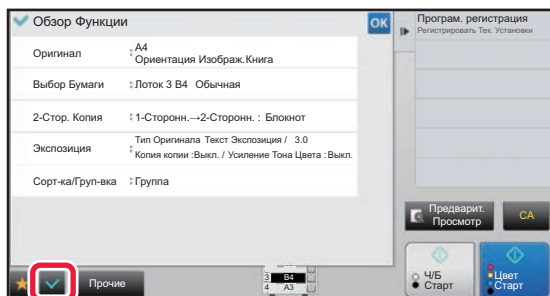 Обзор Функции
OK
Оригинал : A4
Ориентация Изображ.Книга
Выбор Бумаги : Лоток 3 B4 Обычная
2-Стор. Копия : 1-Сторонн.→2-Сторонн. : Блокнот
Экспозиция : Тип Оригинала Текст Экспозиция / 3.0
Копия копии :Выкл. / Усиление Тона Цвета :Выкл.
Сорт-ка/Груп-вка : Группа
Прочие
3 B4
4 A3
Програм. регистрация
Регистрировать Тек. Установки
Предварит.
Просмотр
CA
Ч/Б
Старт
Цвет
Старт